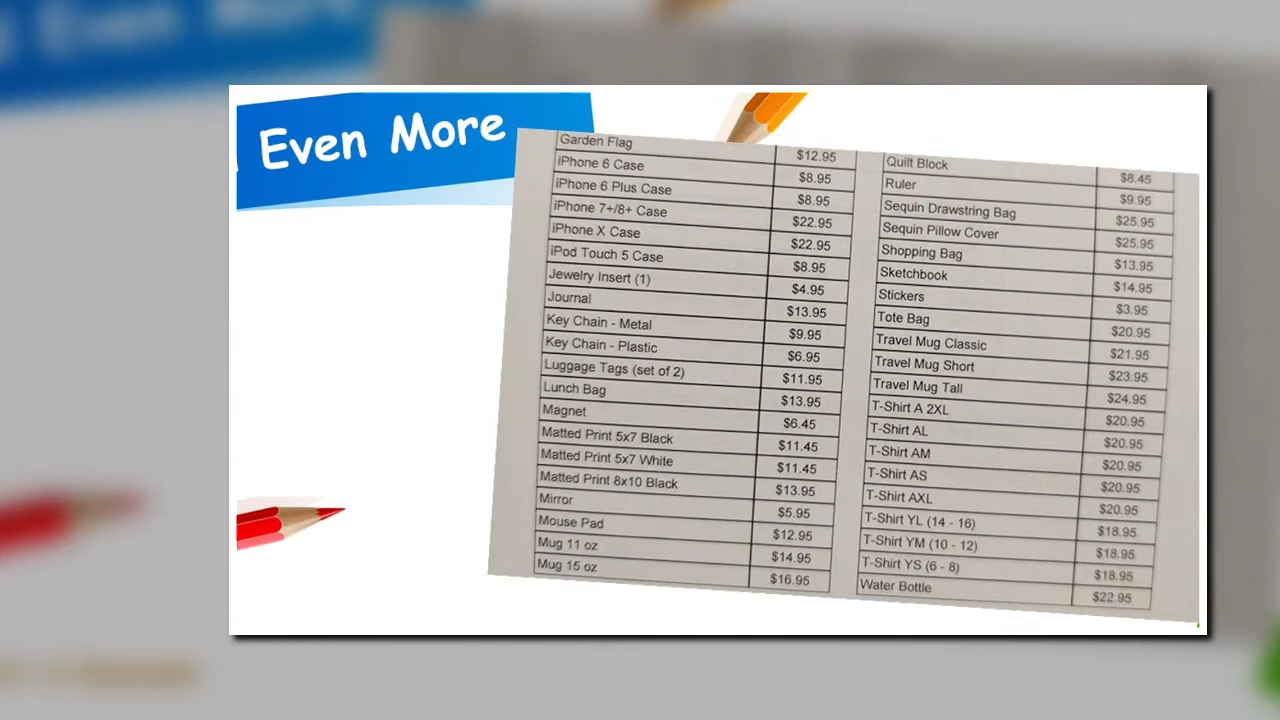 Even More
Garden Flag $12.95
iPhone 6 Case $8.95
iPhone 6 Plus Case $8.95
iPhone 7+/8+ Case $22.95
iPhone X Case $22.95
iPod Touch 5 Case $8.95
Jewelry Insert (1) $4.95
Journal $13.95
Key Chain - Metal $9.95
Key Chain - Plastic $6.95
Luggage Tags (set of 2) $11.95
Lunch Bag $13.95
Magnet $6.45
Matted Print 5x7 Black $11.45
Matted Print 5x7 White $11.45
Matted Print 8x10 Black $13.95
Mirror $5.95
Mouse Pad $12.95
Mug 11 oz $14.95
Mug 15 oz $16.95
Quilt Block $8.45
Ruler $9.95
Sequin Drawstring Bag $25.95
Sequin Pillow Cover $25.95
Shopping Bag $13.95
Sketchbook $14.95
Stickers $3.95
Tote Bag $20.95
Travel Mug Classic $21.95
Travel Mug Short $23.95
Travel Mug Tall $24.95
T-Shirt A 2XL $20.95
T-Shirt AL $20.95
T-Shirt AM $20.95
T-Shirt AS $20.95
T-Shirt AXL $20.95
T-Shirt YL (14 - 16) $18.95
T-Shirt YM (10 - 12) $18.95
T-Shirt YS (6 - 8) $18.95
Water Bottle $22.95